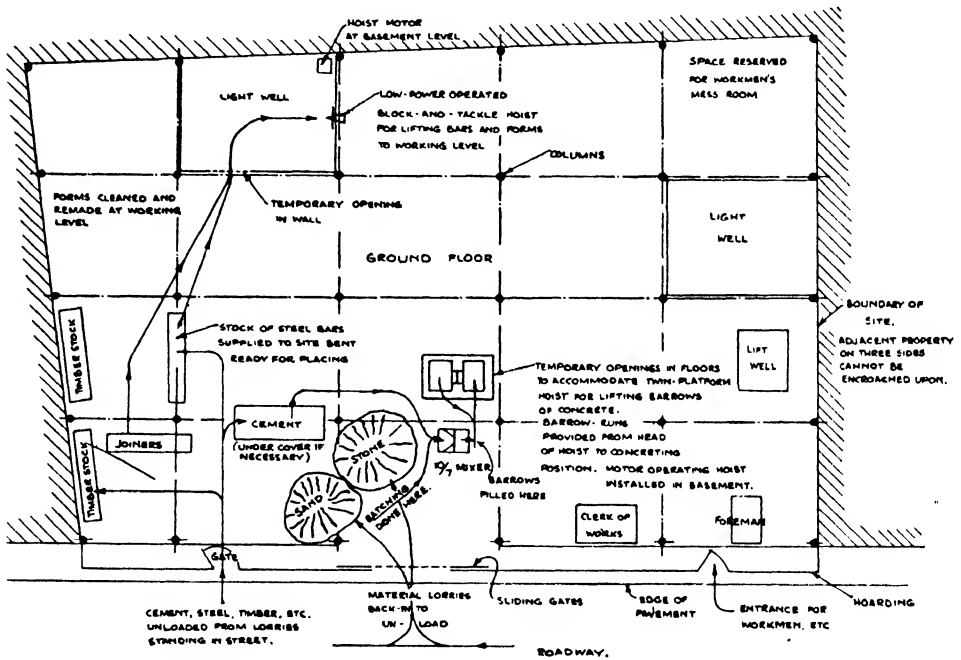 HOIST MOTOR
AT BASEMENT LEVEL.
SPACE RESERVED
FOR WORKMEN'S
MESS ROOM
LIGHT WELL
LOW-POWER OPERATED
BLOCK-AND-TACKLE HOIST
FOR LIFTING BARS AND FORMS
TO WORKING LEVEL
COLUMNS
FORMS CLEANED AND
REMADE AT WORKING
LEVEL
TEMPORARY OPENING
IN WALL
LIGHT
WELL
GROUND FLOOR
BOUNDARY OF
SITE.
ADJACENT PROPERTY
ON THREE SIDES
CANNOT BE
ENCROACHED UPON.
TIMBER STOCK
STOCK OF STEEL BARS
SUPPLIED TO SITE BENT
READY FOR PLACING
LIFT
WELL
TEMPORARY OPENINGS IN FLOORS
TO ACCOMMODATE TWIN-PLATFORM
HOIST FOR LIFTING BARROWS
OF CONCRETE.
BARROW-RUNS
PROVIDED FROM HEAD
OF HOIST TO CONCRETING
POSITION. MOTOR OPERATING HOIST
INSTALLED IN BASEMENT.
CEMENT
(UNDER COVER IF
NECESSARY)
JOINERS
TIMBER STOCK
STONE
SAND
BATCHING
DONE HERE.
10/7 MIXER
BARROWS
FILLED HERE
CLERK OF
WORKS
FOREMAN
GATE
CEMENT, STEEL, TIMBER, ETC.
UNLOADED FROM LORRIES
STANDING IN STREET.
MATERIAL LORRIES
BACK-IN TO
UN-LOAD
SLIDING GATES
EDGE OF
PAVEMENT
ENTRANCE FOR
WORKMEN, ETC
HOARDING
ROADWAY.